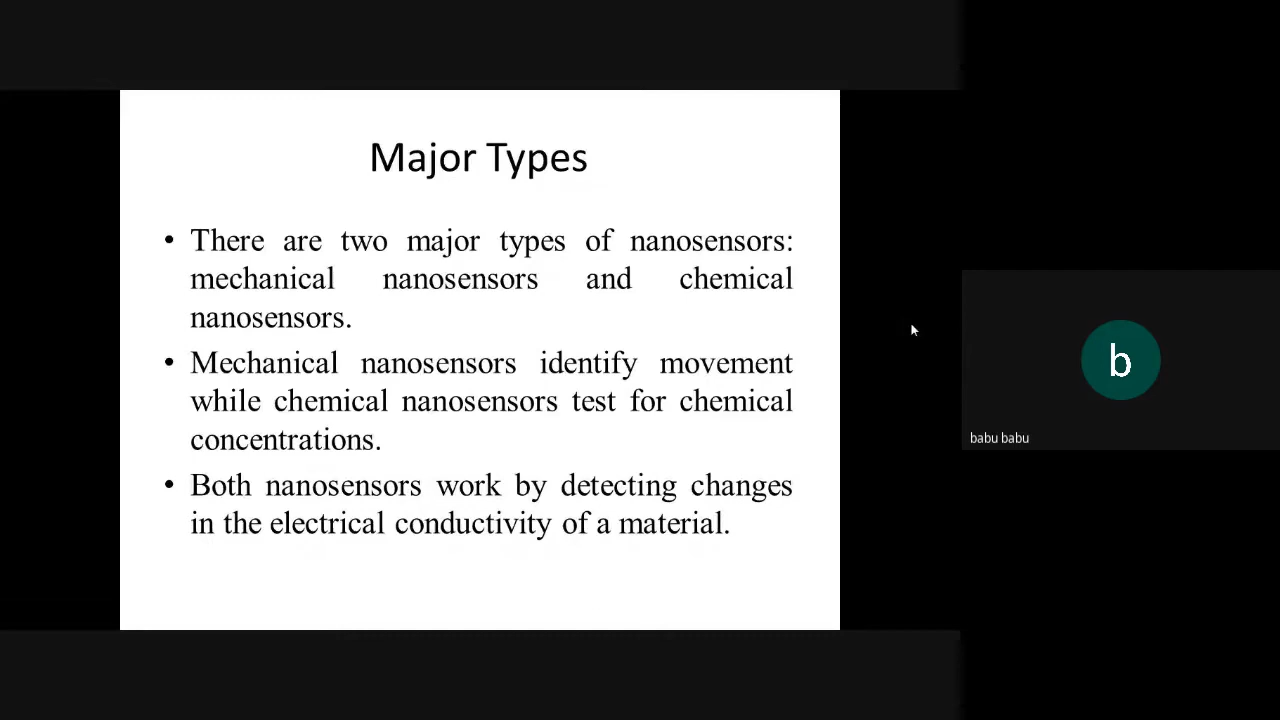 Major Types
• There are two major types of nanosensors:
mechanical nanosensors and chemical
nanosensors.
• Mechanical nanosensors identify movement
while chemical nanosensors test for chemical
concentrations.
• Both nanosensors work by detecting changes
in the electrical conductivity of a material.
b
babu babu